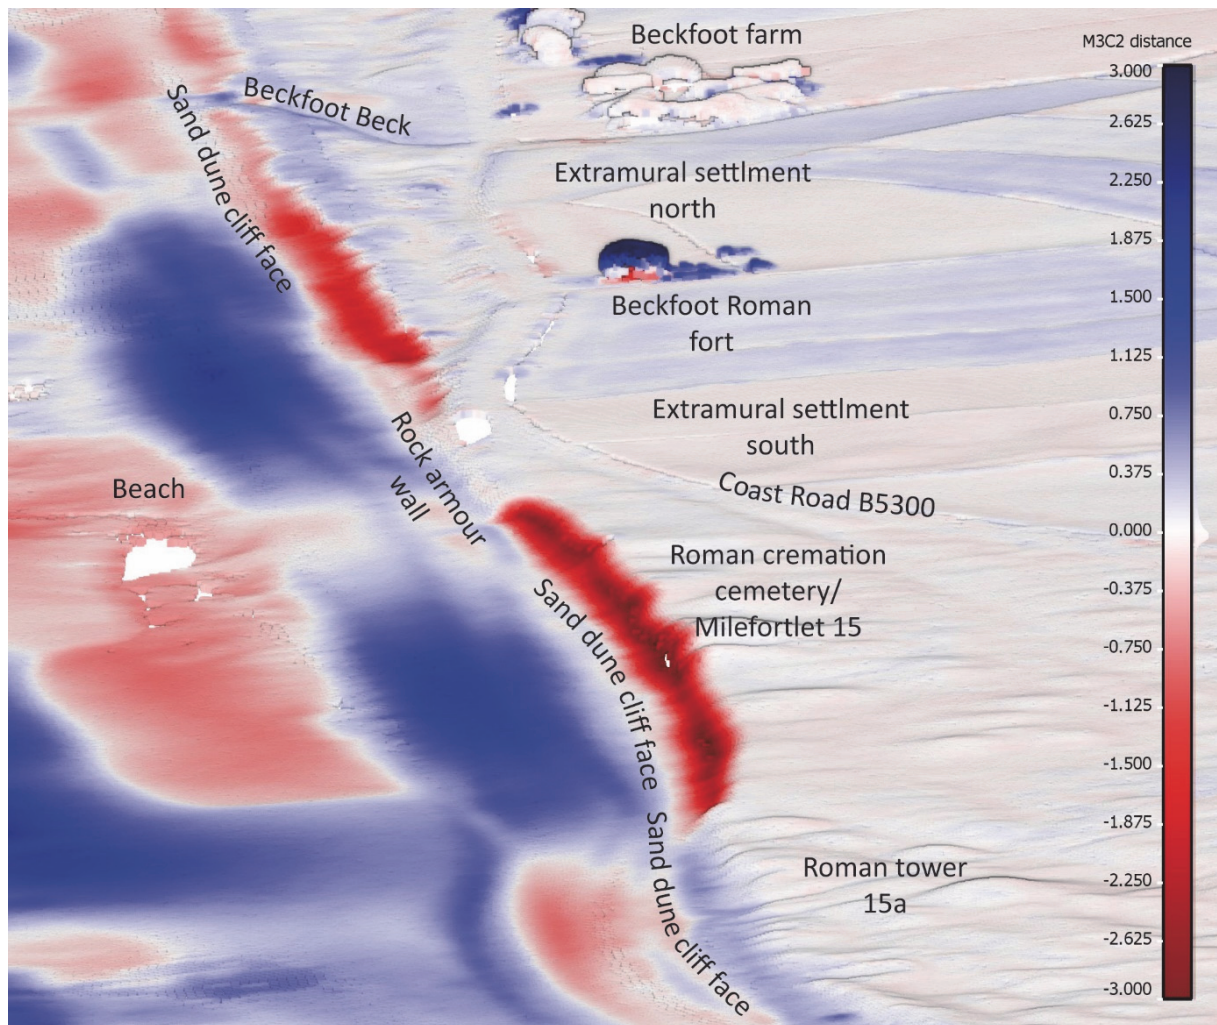 Beckfoot farm
M3C2 distance
3.000
2.625
2.250
1.875
1.500
1.125
0.750
0.375
0.000
-0.375
-0.750
-1.125
-1.500
-1.875
-2.250
-2.625
-3.000
Beckfoot Beck
Sand dune cliff face
Extramural settlment
north
Beckfoot Roman
fort
Extramural settlment
south
Rock armour
wall
Beach
Coast Road B5300
Roman cremation
cemetery/
Milefortlet 15
Sand dune cliff face
Sand dune cliff face
Roman tower
15a